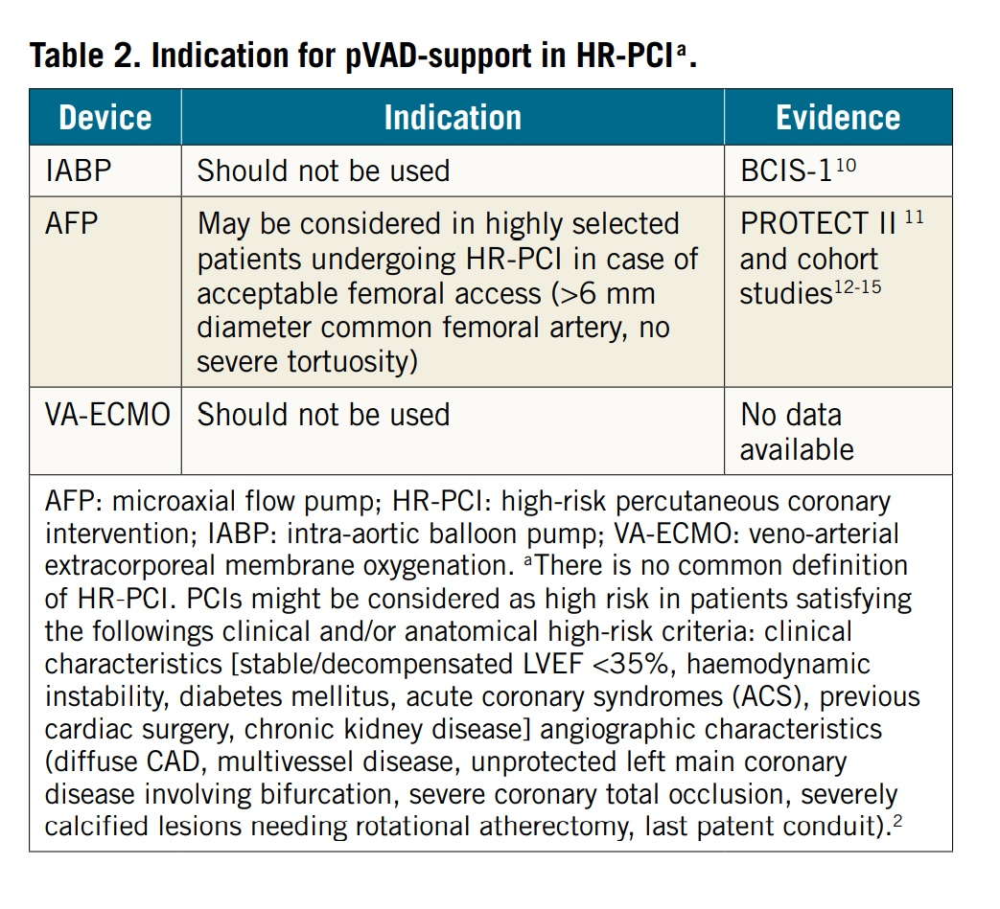 Table 2. Indication for pVAD-support in HR-PCIᵃ.
Device Indication Evidence
IABP Should not be used BCIS-1¹⁰
AFP May be considered in highly selected PROTECT II ¹¹
patients undergoing HR-PCI in case of and cohort
acceptable femoral access (>6 mm studies¹²⁻¹⁵
diameter common femoral artery, no
severe tortuosity)
VA-ECMO Should not be used No data
available
AFP: microaxial flow pump; HR-PCI: high-risk percutaneous coronary
intervention; IABP: intra-aortic balloon pump; VA-ECMO: veno-arterial
extracorporeal membrane oxygenation. ᵃThere is no common definition
of HR-PCI. PCIs might be considered as high risk in patients satisfying
the followings clinical and/or anatomical high-risk criteria: clinical
characteristics [stable/decompensated LVEF <35%, haemodynamic
instability, diabetes mellitus, acute coronary syndromes (ACS), previous
cardiac surgery, chronic kidney disease] angiographic characteristics
(diffuse CAD, multivessel disease, unprotected left main coronary
disease involving bifurcation, severe coronary total occlusion, severely
calcified lesions needing rotational atherectomy, last patent conduit).²